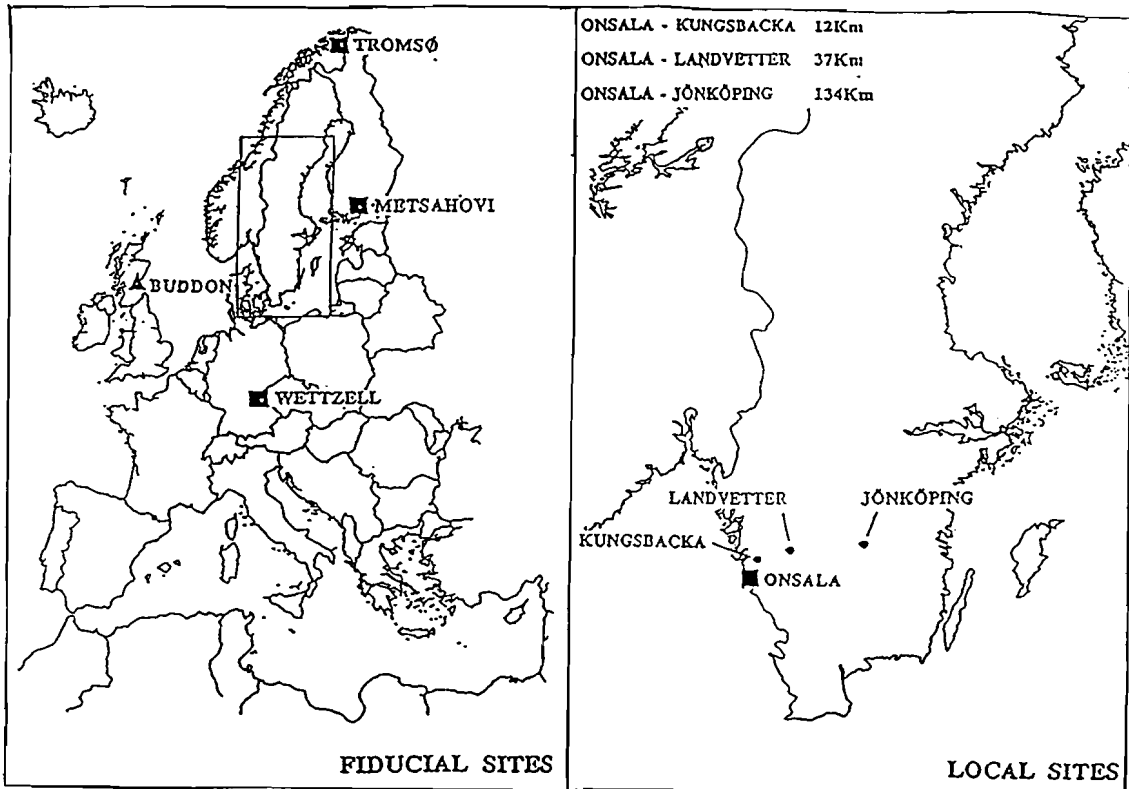 TROMSØ
METSAHOVI
BUDDON
WETTZELL
FIDUCIAL SITES
ONSALA - KUNGSBACKA 12Km
ONSALA - LANDVETTER 37Km
ONSALA - JÖNKÖPING 134Km
LANDVETTER
JÖNKÖPING
KUNGSBACKA
ONSALA
LOCAL SITES